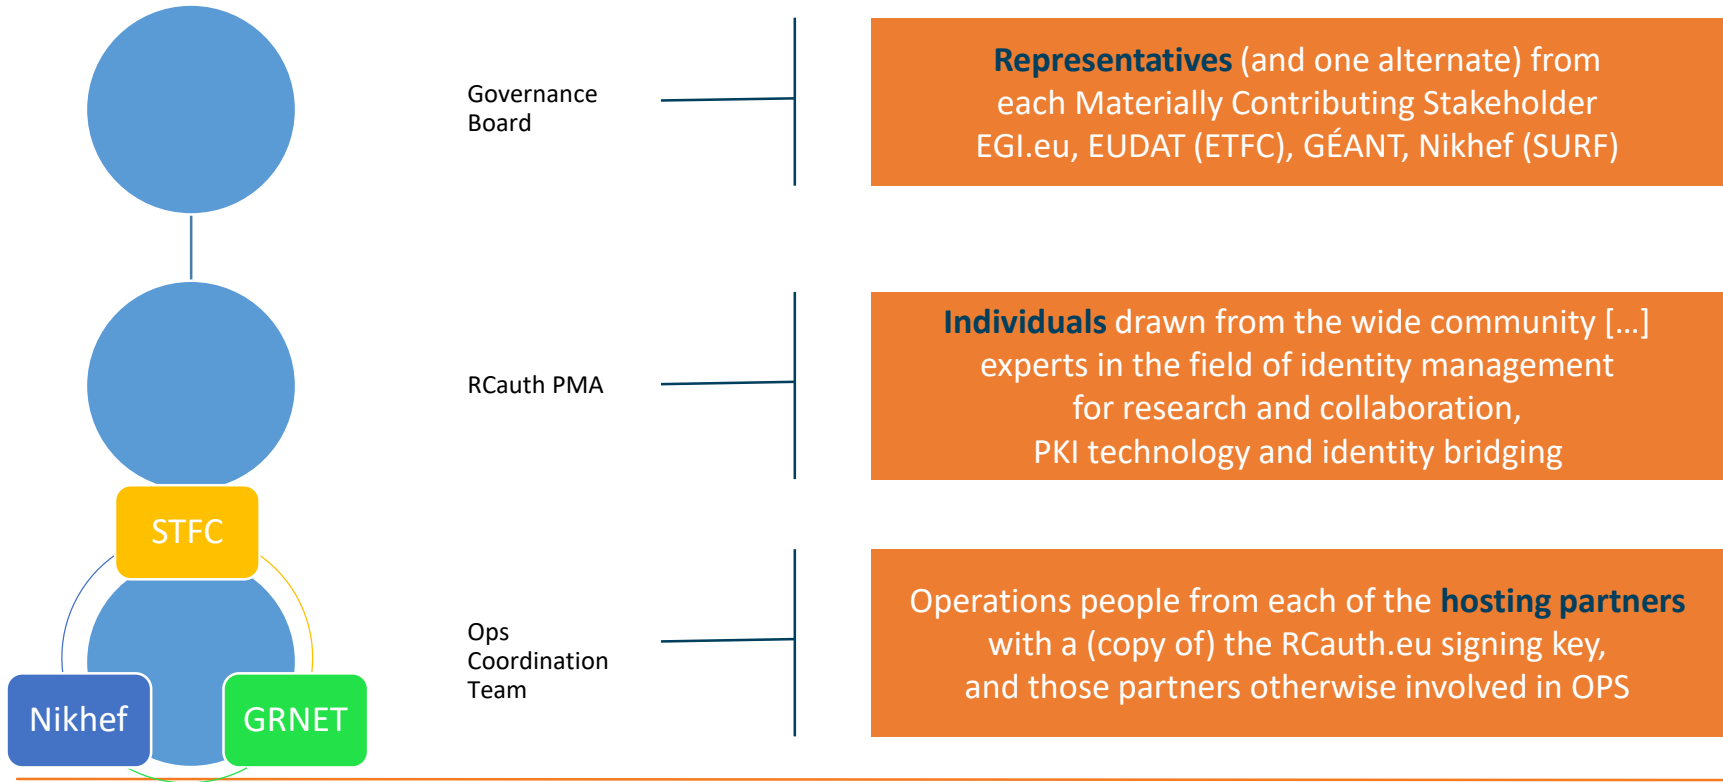 Governance
Board
Representatives (and one alternate) from
each Materially Contributing Stakeholder
EGI.eu, EUDAT (ETFC), GÉANT, Nikhef (SURF)
RCauth PMA
Individuals drawn from the wide community [...]
experts in the field of identity management
for research and collaboration,
PKI technology and identity bridging
STFC
Nikhef
GRNET
Ops
Coordination
Team
Operations people from each of the hosting partners
with a (copy of) the RCauth.eu signing key,
and those partners otherwise involved in OPS